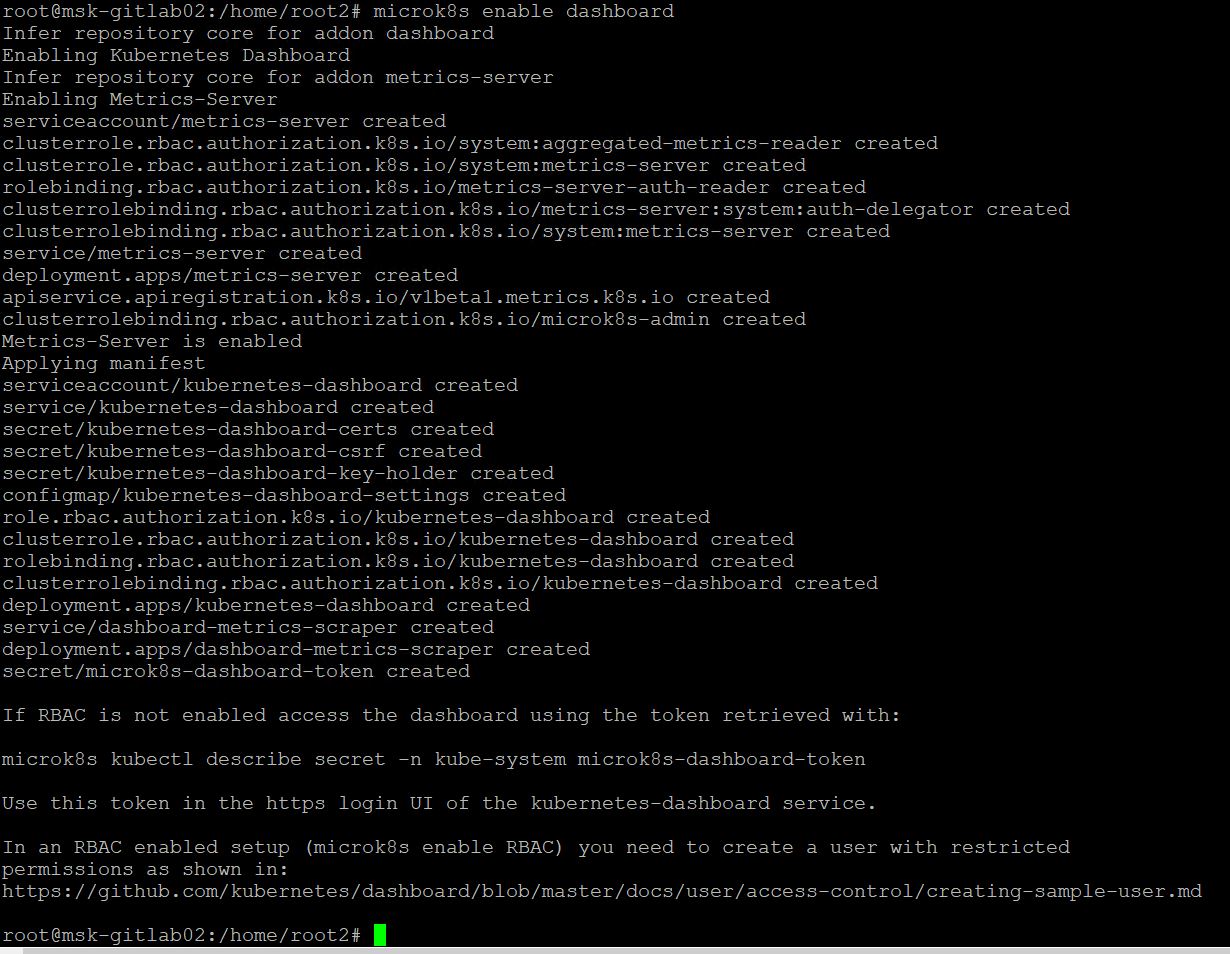 root@msk-gitlab02:/home/root2# microk8s enable dashboard
Infer repository core for addon dashboard
Enabling Kubernetes Dashboard
Infer repository core for addon metrics-server
Enabling Metrics-Server
serviceaccount/metrics-server created
clusterrole.rbac.authorization.k8s.io/system:aggregated-metrics-reader created
clusterrole.rbac.authorization.k8s.io/system:metrics-server created
rolebinding.rbac.authorization.k8s.io/metrics-server-auth-reader created
clusterrolebinding.rbac.authorization.k8s.io/metrics-server:system:auth-delegator created
clusterrolebinding.rbac.authorization.k8s.io/system:metrics-server created
service/metrics-server created
deployment.apps/metrics-server created
apiservice.apiregistration.k8s.io/v1beta1.metrics.k8s.io created
clusterrolebinding.rbac.authorization.k8s.io/microk8s-admin created
Metrics-Server is enabled
Applying manifest
serviceaccount/kubernetes-dashboard created
service/kubernetes-dashboard created
secret/kubernetes-dashboard-certs created
secret/kubernetes-dashboard-csrf created
secret/kubernetes-dashboard-key-holder created
configmap/kubernetes-dashboard-settings created
role.rbac.authorization.k8s.io/kubernetes-dashboard created
clusterrole.rbac.authorization.k8s.io/kubernetes-dashboard created
rolebinding.rbac.authorization.k8s.io/kubernetes-dashboard created
clusterrolebinding.rbac.authorization.k8s.io/kubernetes-dashboard created
deployment.apps/kubernetes-dashboard created
service/dashboard-metrics-scraper created
deployment.apps/dashboard-metrics-scraper created
secret/microk8s-dashboard-token created
If RBAC is not enabled access the dashboard using the token retrieved with:
microk8s kubectl describe secret -n kube-system microk8s-dashboard-token
Use this token in the https login UI of the kubernetes-dashboard service.
In an RBAC enabled setup (microk8s enable RBAC) you need to create a user with restricted
permissions as shown in:
https://github.com/kubernetes/dashboard/blob/master/docs/user/access-control/creating-sample-user.md
root@msk-gitlab02:/home/root2#